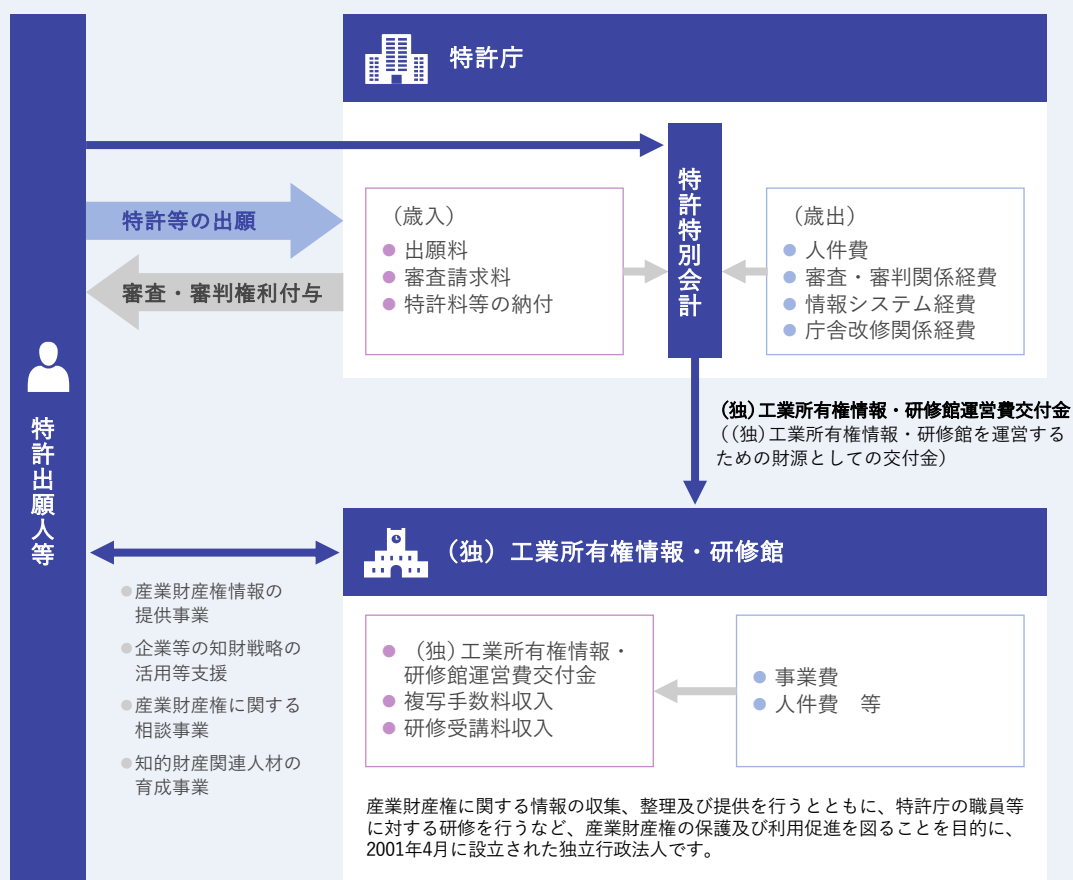 特許庁
特許出願人等
特許等の出願
審査・審判権利付与
（歳入）
出願料
審査請求料
特許料等の納付
特許特別会計
（歳出）
人件費
審査・審判関係経費
情報システム経費
庁舎改修関係経費
（独）工業所有権情報・研修館運営費交付金
（（独）工業所有権情報・研修館を運営する
ための財源としての交付金）
産業財産権情報の
提供事業
企業等の知財戦略の
活用等支援
産業財産権に関する
相談事業
知的財産関連人材の
育成事業
（独）工業所有権情報・研修館
（独）工業所有権情報・
研修館運営費交付金
複写手数料収入
研修受講料収入
事業費
人件費　等
産業財産権に関する情報の収集、整理及び提供を行うとともに、特許庁の職員等
に対する研修を行うなど、産業財産権の保護及び利用促進を図ることを目的に、
2001年4月に設立された独立行政法人です。